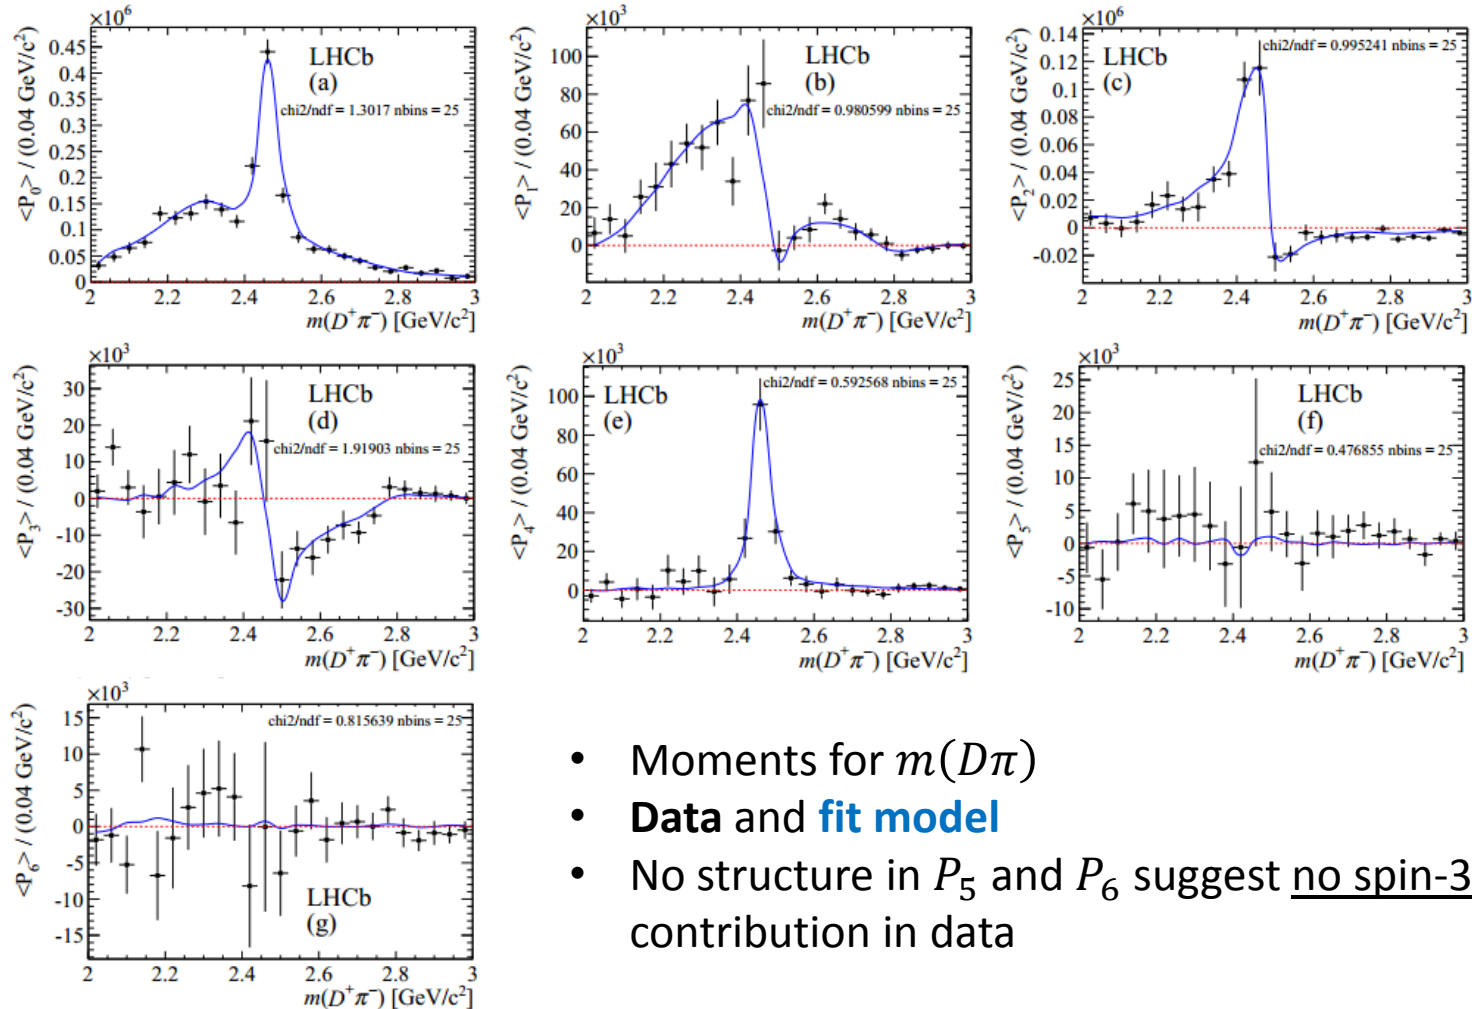 ×10⁶
<P₀> / (0.04 GeV/c²)
0.45
0.4
0.35
0.3
0.25
0.2
0.15
0.1
0.05
0
LHCb
(a)
chi2/ndf = 1.3017 nbins = 25
2 2.2 2.4 2.6 2.8 3
m(D⁺π⁻) [GeV/c²]
×10³
<P₁> / (0.04 GeV/c²)
100
80
60
40
20
0
-20
LHCb
(b)
chi2/ndf = 0.980599 nbins = 25
2 2.2 2.4 2.6 2.8 3
m(D⁺π⁻) [GeV/c²]
×10⁶
<P₂> / (0.04 GeV/c²)
0.14
0.12
0.1
0.08
0.06
0.04
0.02
0
-0.02
chi2/ndf = 0.995241 nbins = 25
LHCb
(c)
2 2.2 2.4 2.6 2.8 3
m(D⁺π⁻) [GeV/c²]
×10³
<P₃> / (0.04 GeV/c²)
30
20
10
0
-10
-20
-30
LHCb
(d)
chi2/ndf = 1.91903 nbins = 25
2 2.2 2.4 2.6 2.8 3
m(D⁺π⁻) [GeV/c²]
×10³
<P₄> / (0.04 GeV/c²)
100
80
60
40
20
0
chi2/ndf = 0.592568 nbins = 25
LHCb
(e)
2 2.2 2.4 2.6 2.8 3
m(D⁺π⁻) [GeV/c²]
×10³
<P₅> / (0.04 GeV/c²)
25
20
15
10
5
0
-5
-10
LHCb
(f)
chi2/ndf = 0.476855 nbins = 25
2 2.2 2.4 2.6 2.8 3
m(D⁺π⁻) [GeV/c²]
×10³
<P₆> / (0.04 GeV/c²)
15
10
5
0
-5
-10
-15
chi2/ndf = 0.815639 nbins = 25
LHCb
(g)
2 2.2 2.4 2.6 2.8 3
m(D⁺π⁻) [GeV/c²]
• Moments for m(Dπ)
• Data and fit model
• No structure in P₅ and P₆ suggest no spin-3
contribution in data